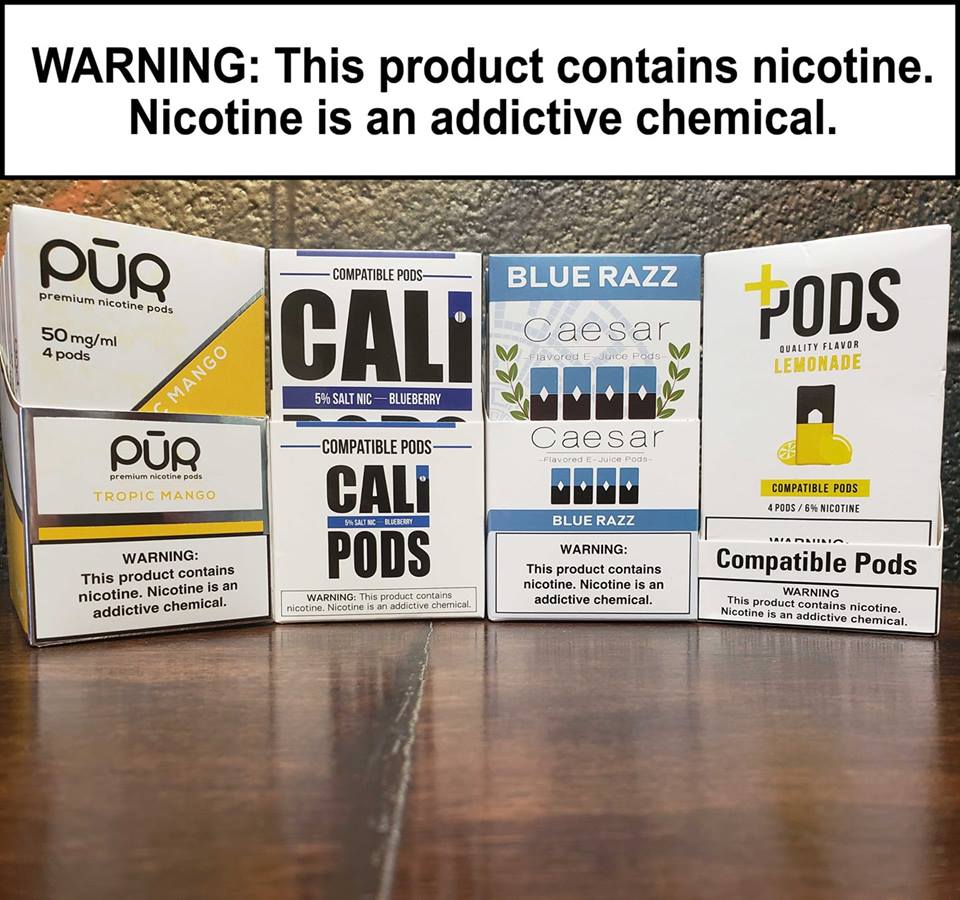 WARNING: This product contains nicotine.
Nicotine is an addictive chemical.
PŪR
premium nicotine pods
50 mg/ml
4 pods
C MANGO
PŪR
premium nicotine pods
TROPIC MANGO
WARNING:
This product contains
nicotine. Nicotine is an
addictive chemical.
COMPATIBLE PODS
CALI
5% SALT NIC — BLUEBERRY
PODS
COMPATIBLE PODS
CALI
5% SALT NIC — BLUEBERRY
PODS
WARNING: This product contains
nicotine. Nicotine is an addictive chemical.
BLUE RAZZ
Caesar
-Flavored E-Juice Pods-
Caesar
-Flavored E-Juice Pods-
BLUE RAZZ
WARNING:
This product contains
nicotine. Nicotine is an
addictive chemical.
+PODS
QUALITY FLAVOR
LEMONADE
COMPATIBLE PODS
4 PODS / 6% NICOTINE
WARNING:
Compatible Pods
WARNING
This product contains nicotine.
Nicotine is an addictive chemical.